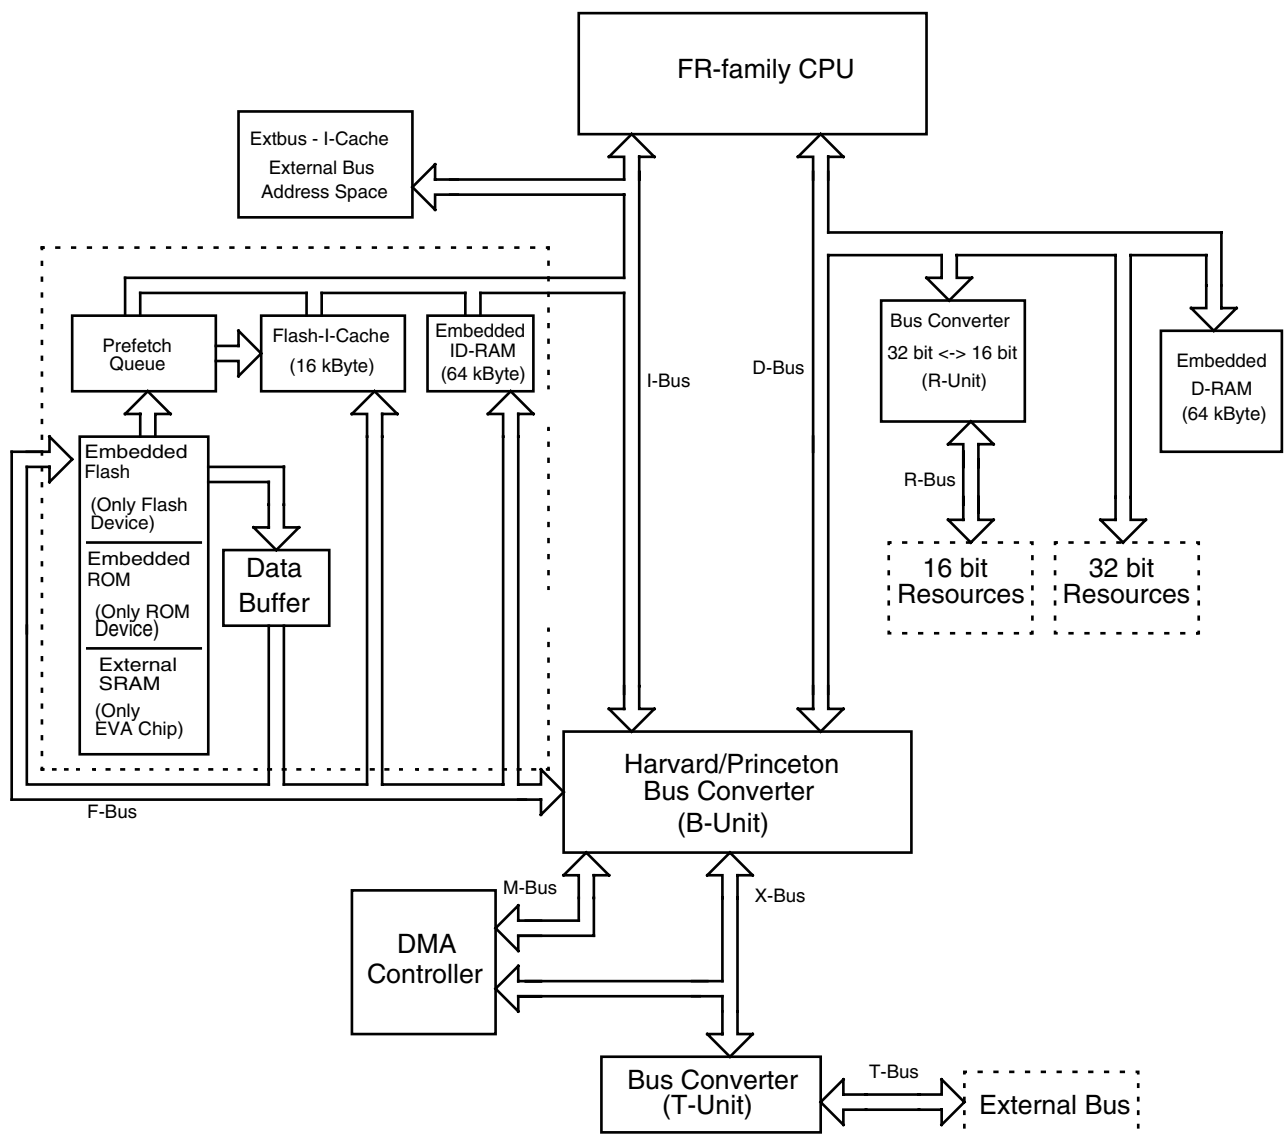 FR-family CPU
Extbus - I-Cache
External Bus
Address Space
Prefetch
Queue
Flash-I-Cache
(16 kByte)
Embedded
ID-RAM
(64 kByte)
I-Bus
D-Bus
Bus Converter
32 bit <-> 16 bit
(R-Unit)
Embedded
D-RAM
(64 kByte)
R-Bus
16 bit
Resources
32 bit
Resources
Embedded
Flash
(Only Flash
Device)
Embedded
ROM
(Only ROM
Device)
External
SRAM
(Only
EVA Chip)
Data
Buffer
F-Bus
Harvard/Princeton
Bus Converter
(B-Unit)
M-Bus
X-Bus
DMA
Controller
Bus Converter
(T-Unit)
T-Bus
External Bus